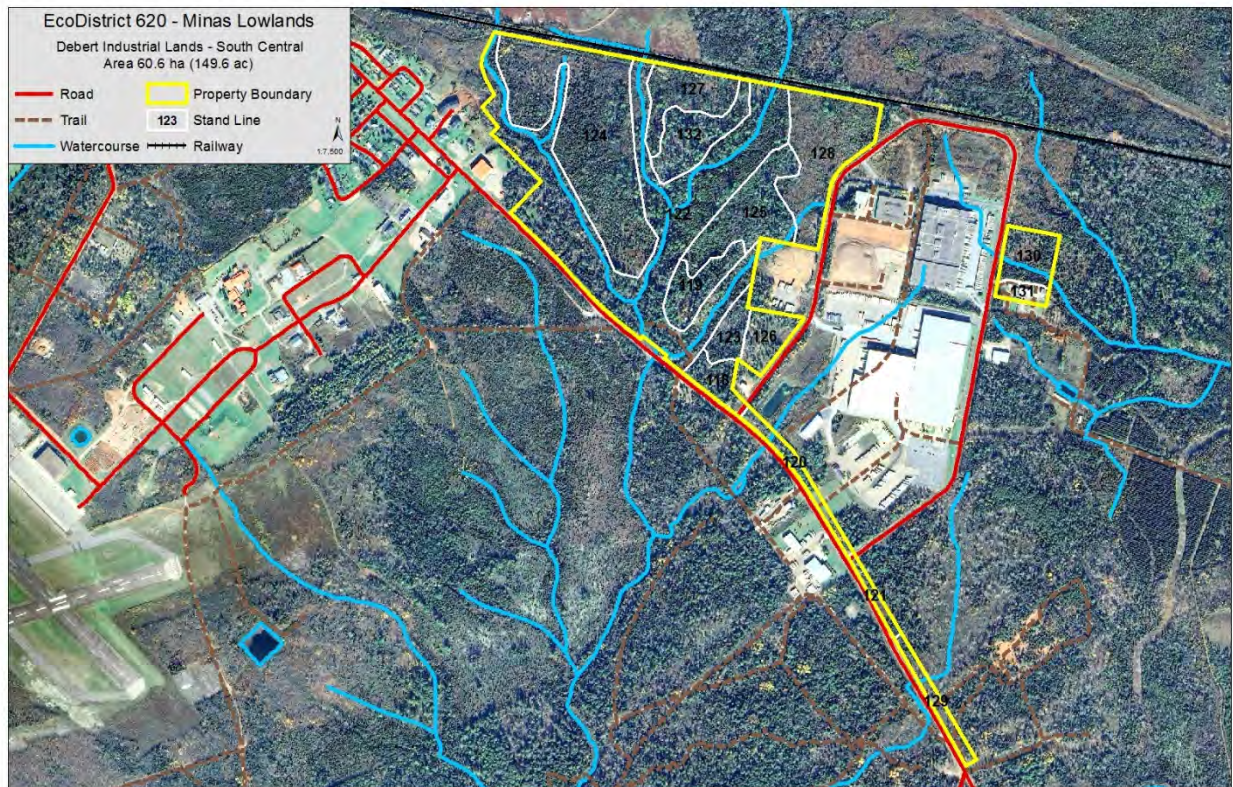 EcoDistrict 620 - Minas Lowlands
Debert Industrial Lands - South Central
Area 60.6 ha (149.6 ac)
Road
Property Boundary
Trail
123 Stand Line
N
Watercourse
Railway
1:7,500
127
124
132
128
122
125
130
119
131
123
126
118
120
121
129